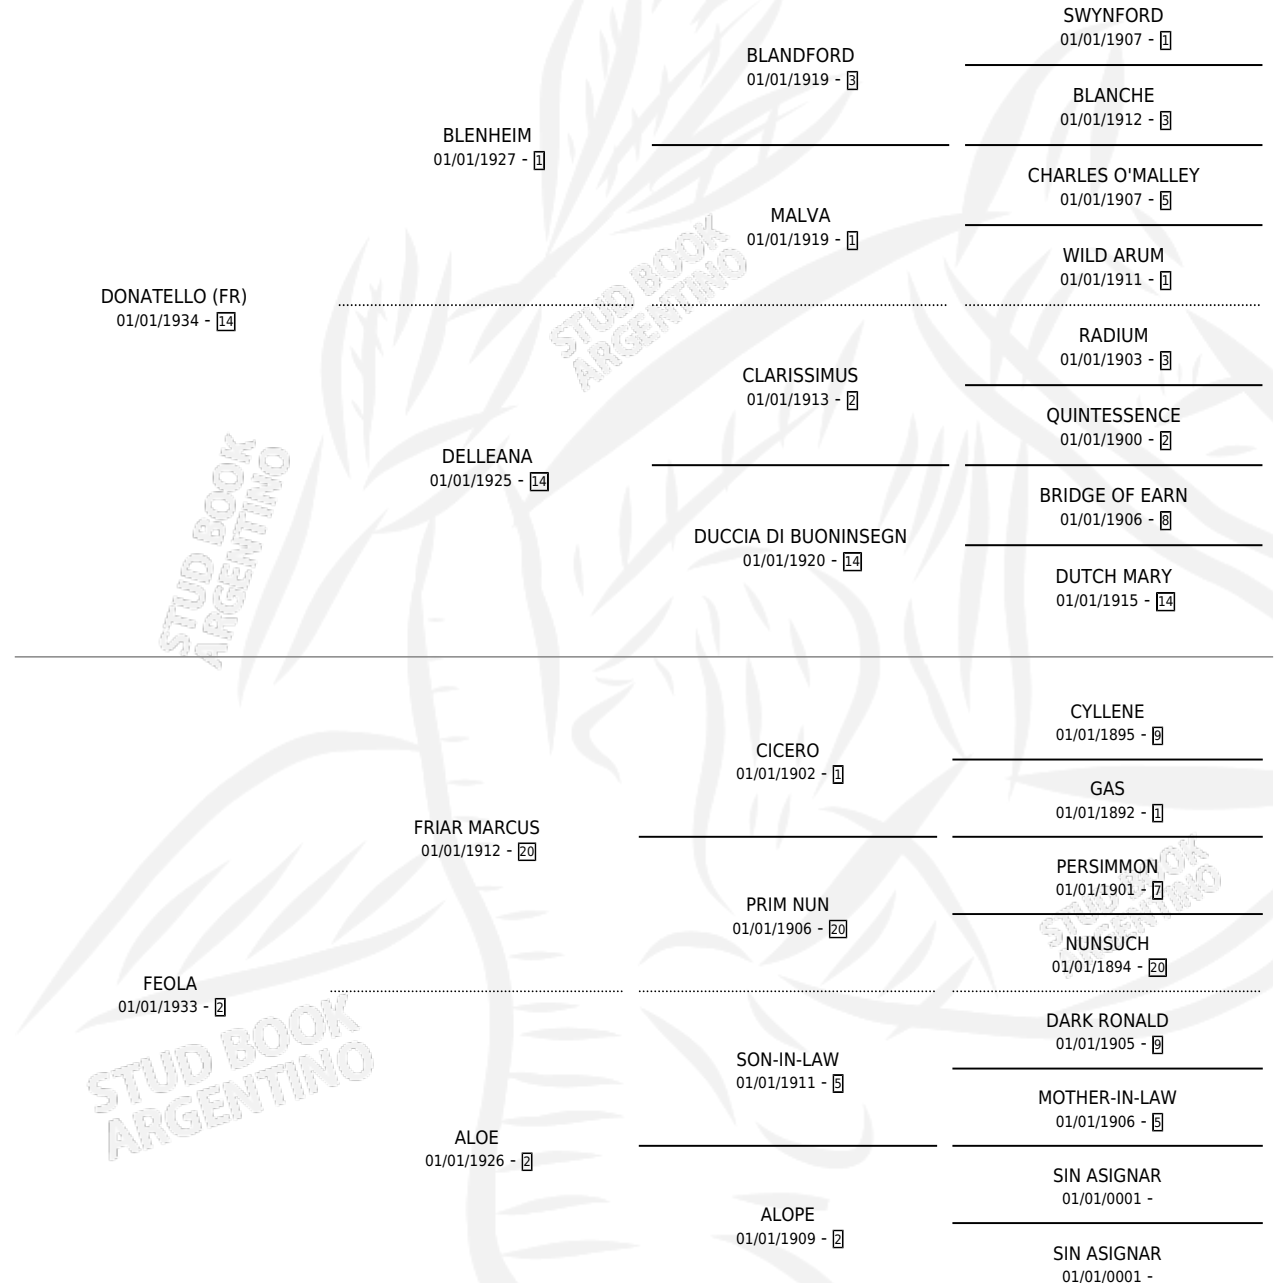 SWYNFORD
01/01/1907 - 1
BLANDFORD
01/01/1919 - 3
BLANCHE
01/01/1912 - 3
BLENHEIM
01/01/1927 - 1
CHARLES O'MALLEY
01/01/1907 - 5
MALVA
01/01/1919 - 1
WILD ARUM
01/01/1911 - 1
DONATELLO (FR)
01/01/1934 - 14
RADIUM
01/01/1903 - 3
CLARISSIMUS
01/01/1913 - 2
QUINTESSENCE
01/01/1900 - 2
DELLEANA
01/01/1925 - 14
BRIDGE OF EARN
01/01/1906 - 8
DUCCIA DI BUONINSEGN
01/01/1920 - 14
DUTCH MARY
01/01/1915 - 14
STUD BOOK
ARGENTINO
STUD BOOK
ARGENTINO
CYLLENE
01/01/1895 - 9
CICERO
01/01/1902 - 1
GAS
01/01/1892 - 1
FRIAR MARCUS
01/01/1912 - 20
PERSIMMON
01/01/1901 - 7
PRIM NUN
01/01/1906 - 20
NUNSUCH
01/01/1894 - 20
FEOLA
01/01/1933 - 2
DARK RONALD
01/01/1905 - 9
SON-IN-LAW
01/01/1911 - 5
MOTHER-IN-LAW
01/01/1906 - 5
ALOE
01/01/1926 - 2
SIN ASIGNAR
01/01/0001 -
ALOPE
01/01/1909 - 2
SIN ASIGNAR
01/01/0001 -
STUD BOOK
ARGENTINO
STUD BOOK
ARGENTINO